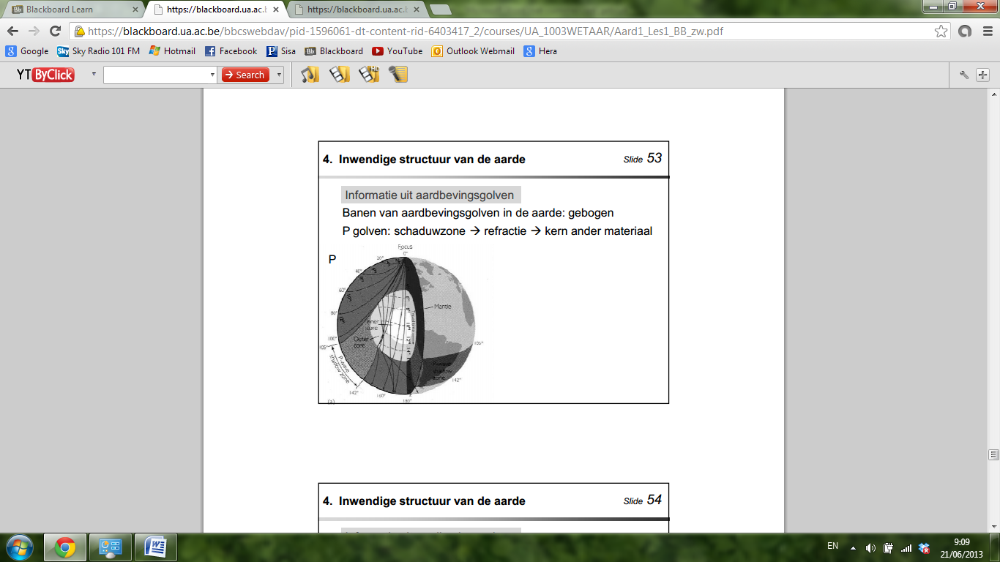 Blackboard Learn
https://blackboard.ua.ac.b
https://blackboard.ua.ac.b
https://blackboard.ua.ac.be/bbcswebdav/pid-1596061-dt-content-rid-6403417_2/courses/UA_1003WETAAR/Aard1_Les1_BB_zw.pdf
Google
Sky Radio 101 FM
Hotmail
Facebook
Sisa
Blackboard
YouTube
Outlook Webmail
Hera
YT ByClick
Search
4. Inwendige structuur van de aarde
Slide 53
Informatie uit aardbevingsgolven
Banen van aardbevingsgolven in de aarde: gebogen
P golven: schaduwzone → refractie → kern ander materiaal
P
Focus
0°
20°
40°
60°
80°
100°
105°
Mantle
Inner
core
Outer
core
P-wave
shadow zone
142°
160°
180°
105°
P-wave
shadow
zone
142°
(a)
4. Inwendige structuur van de aarde
Slide 54
EN
9:09
21/06/2013